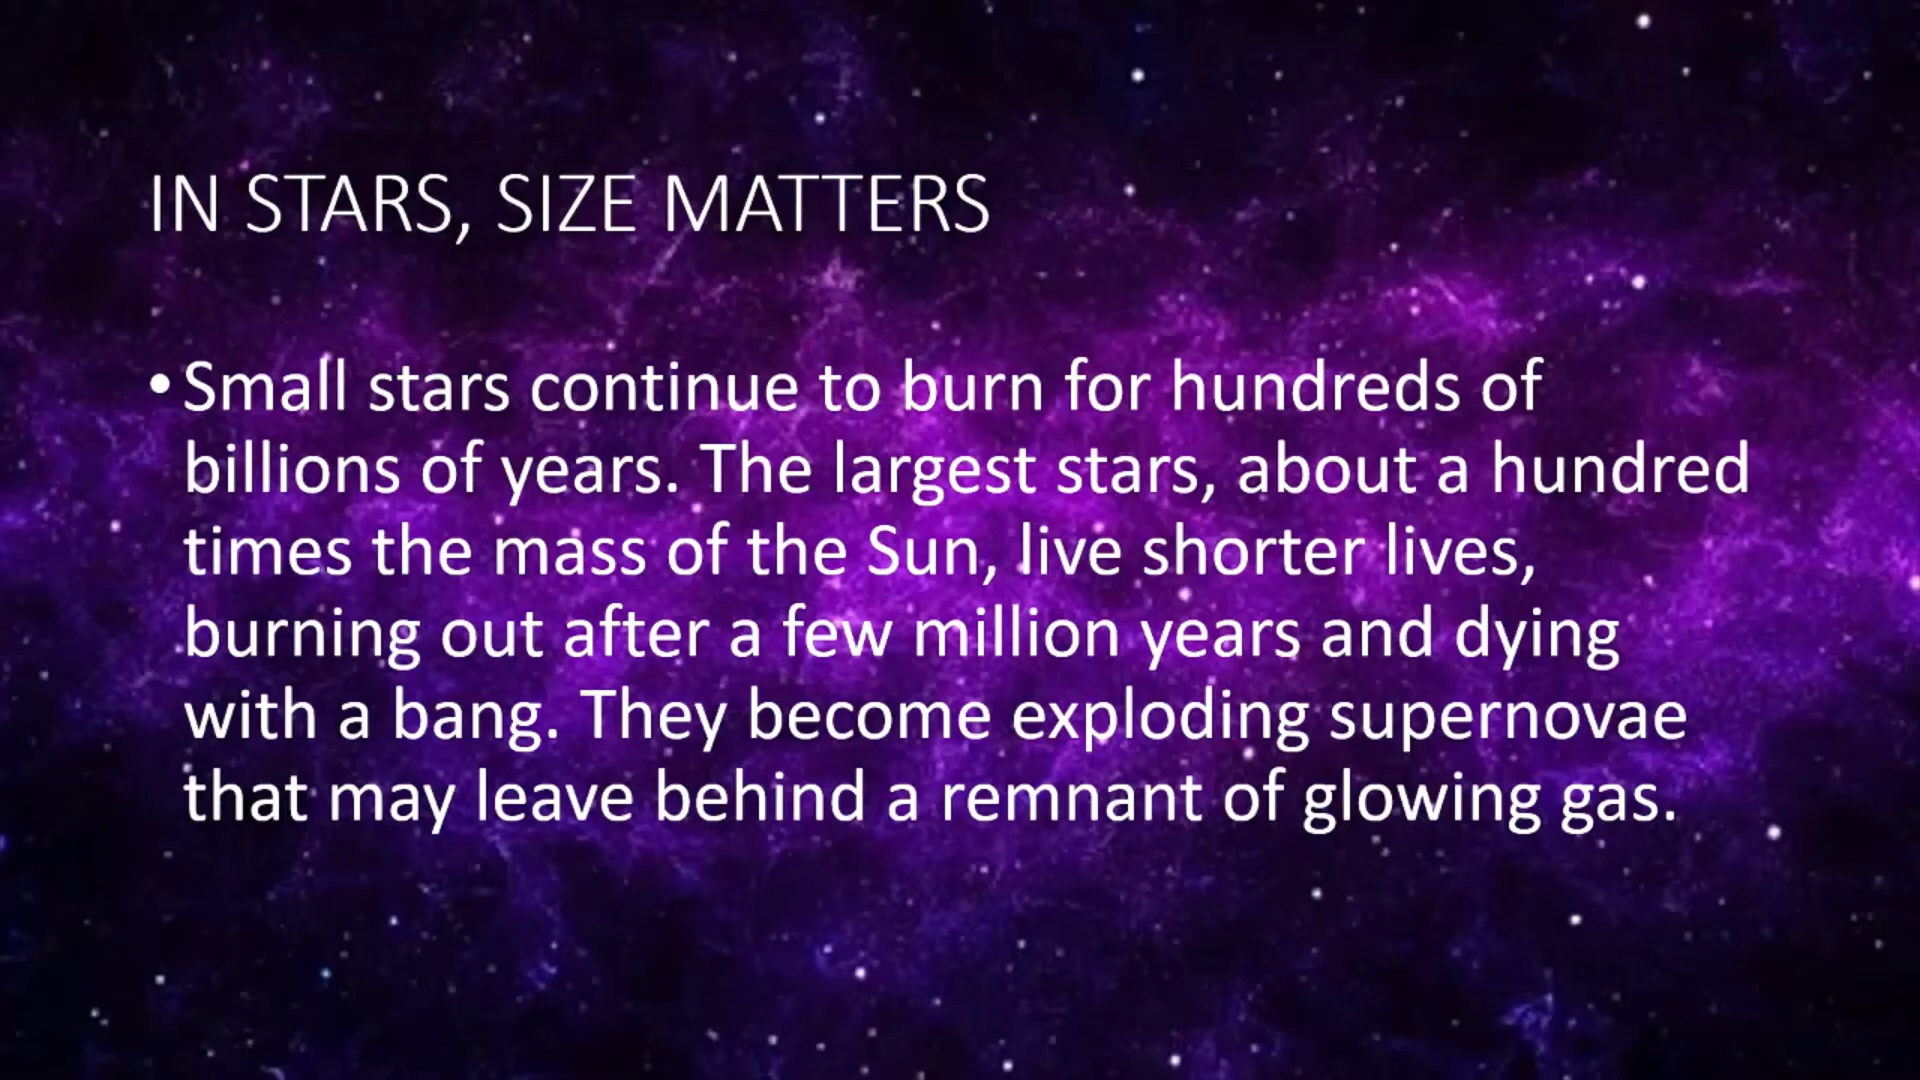 IN STARS, SIZE MATTERS
• Small stars continue to burn for hundreds of
billions of years. The largest stars, about a hundred
times the mass of the Sun, live shorter lives,
burning out after a few million years and dying
with a bang. They become exploding supernovae
that may leave behind a remnant of glowing gas.